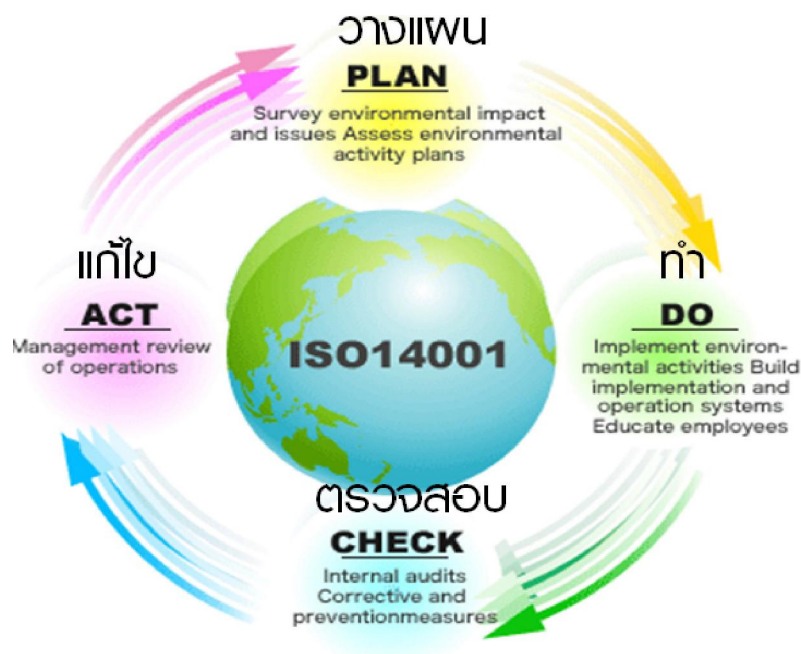 วางแผน
PLAN
Survey environmental impact
and issues Assess environmental
activity plans
แก้ไข
ACT
Management review
of operations
ISO14001
ทำ
DO
Implement environ-
mental activities Build
implementation and
operation systems
Educate employees
ตรวจสอบ
CHECK
Internal audits
Corrective and
preventionmeasures